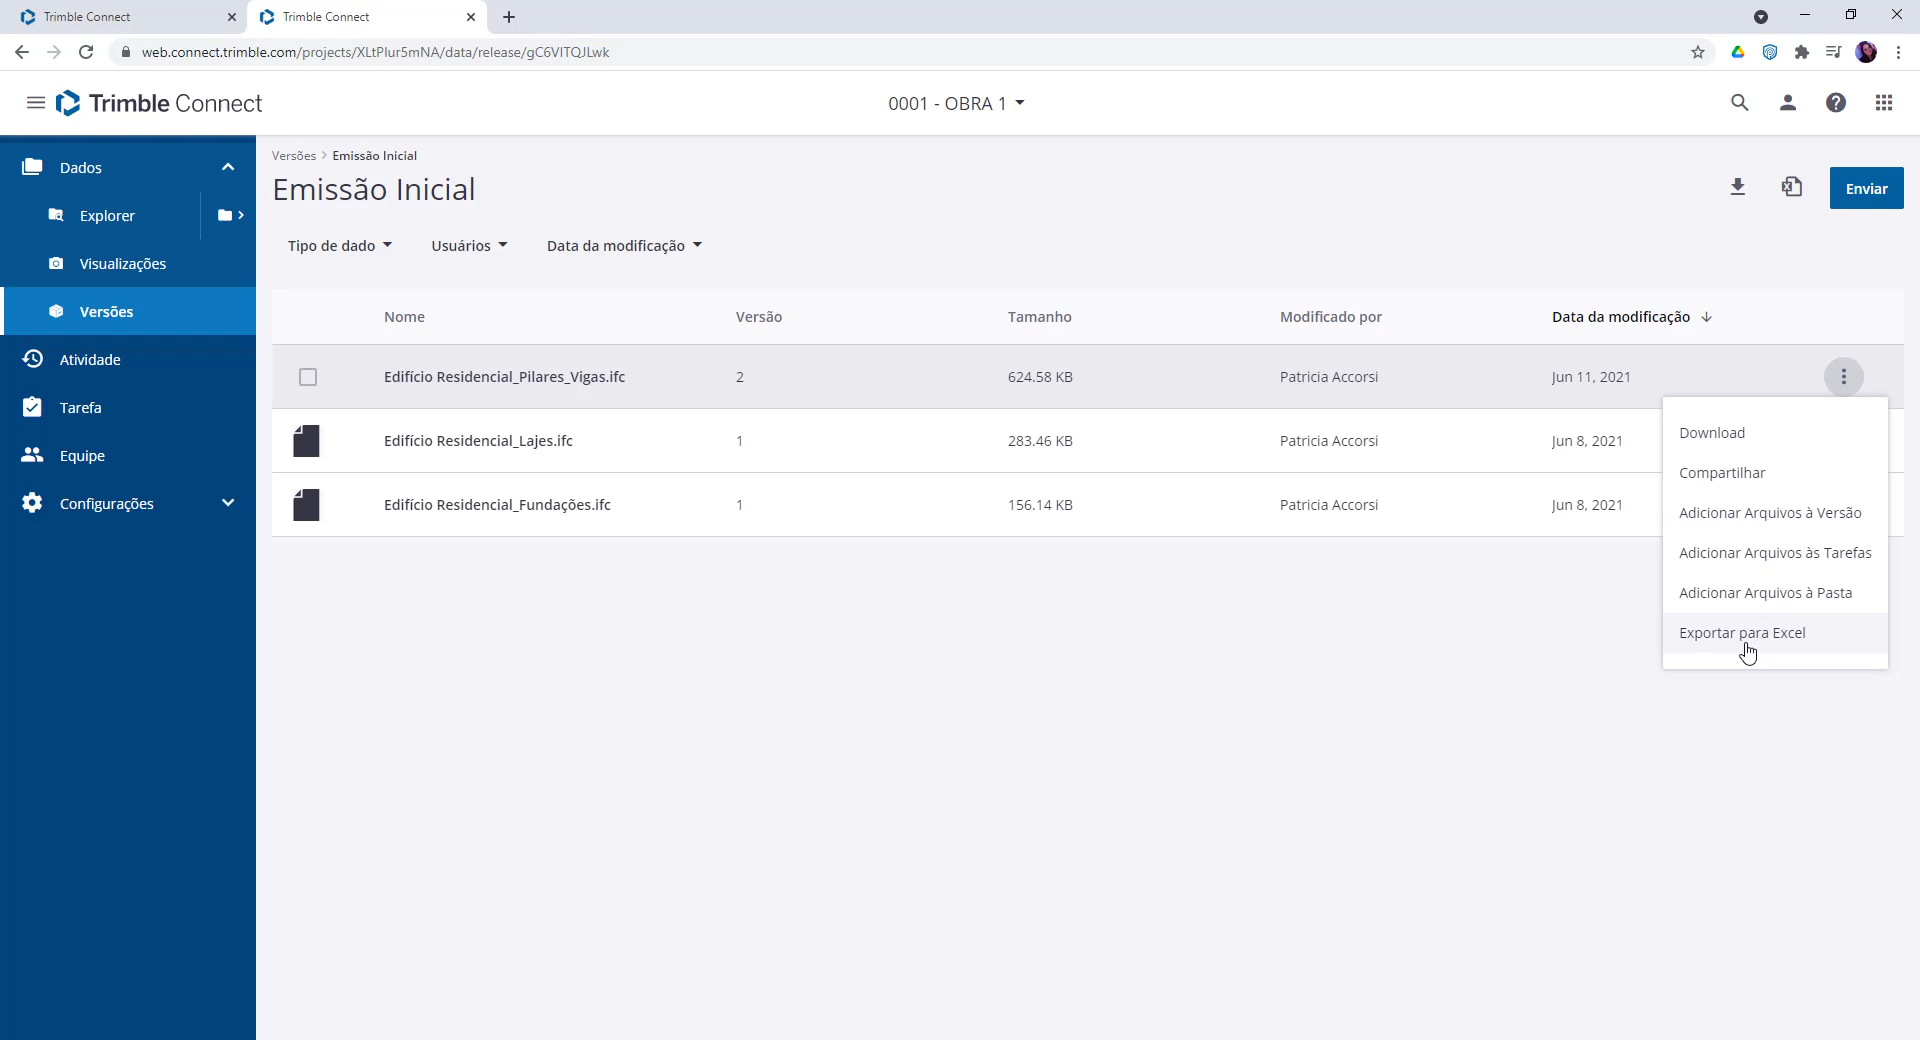 Trimble Connect
Trimble Connect
web.connect.trimble.com/projects/XLtPlur5mNA/data/release/gC6VITQJLwk
Trimble Connect
0001 - OBRA 1
Dados
Explorer
Visualizações
Versões
Atividade
Tarefa
Equipe
Configurações
Versões > Emissão Inicial
Emissão Inicial
Enviar
Tipo de dado Usuários Data da modificação
Nome Versão Tamanho Modificado por Data da modificação
Edifício Residencial_Pilares_Vigas.ifc 2 624.58 KB Patricia Accorsi Jun 11, 2021
Edifício Residencial_Lajes.ifc 1 283.46 KB Patricia Accorsi Jun 8, 2021
Edifício Residencial_Fundações.ifc 1 156.14 KB Patricia Accorsi Jun 8, 2021
Download
Compartilhar
Adicionar Arquivos à Versão
Adicionar Arquivos às Tarefas
Adicionar Arquivos à Pasta
Exportar para Excel